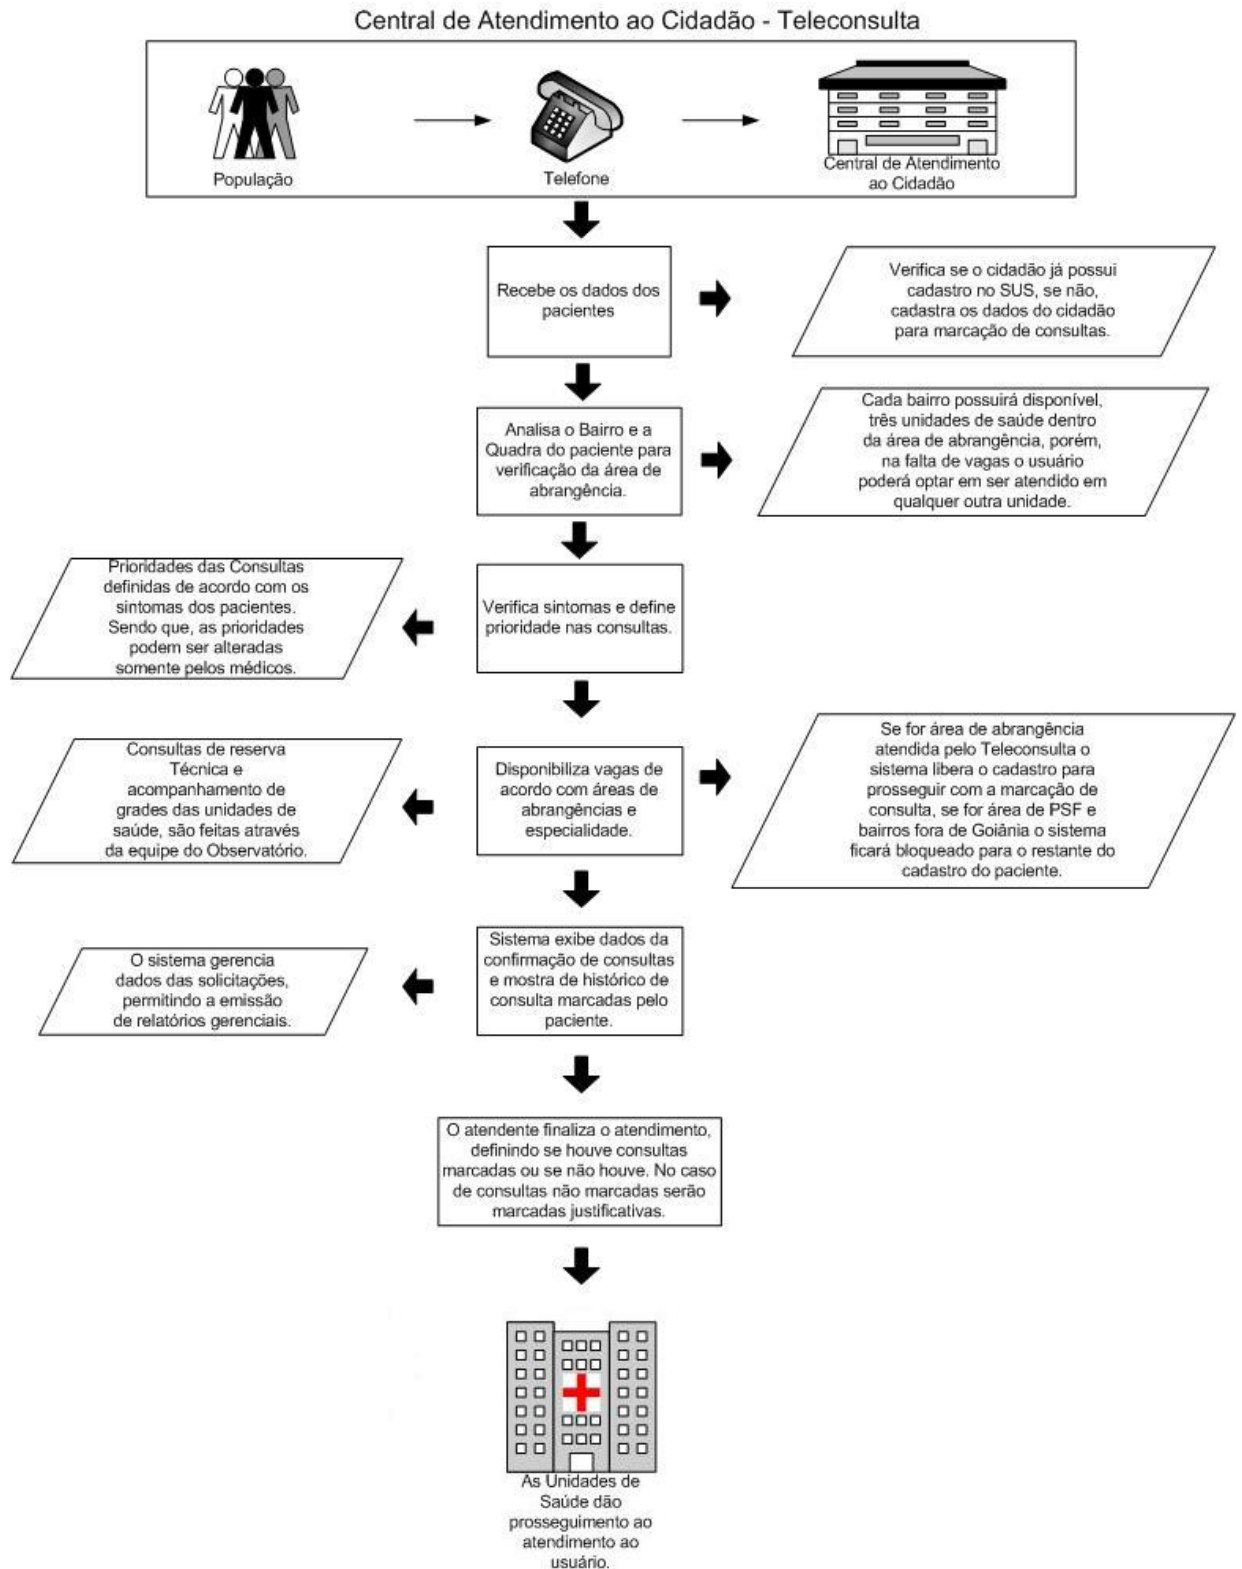 Central de Atendimento ao Cidadão - Teleconsulta
População
Telefone
Central de Atendimento
ao Cidadão
Recebe os dados dos
pacientes
Verifica se o cidadão já possui
cadastro no SUS, se não,
cadastra os dados do cidadão
para marcação de consultas.
Analisa o Bairro e a
Quadra do paciente para
verificação da área de
abrangência.
Cada bairro possuirá disponível,
três unidades de saúde dentro
da área de abrangência, porém,
na falta de vagas o usuário
poderá optar em ser atendido em
qualquer outra unidade.
Prioridades das Consultas
definidas de acordo com os
sintomas dos pacientes.
Sendo que, as prioridades
podem ser alteradas
somente pelos médicos.
Verifica sintomas e define
prioridade nas consultas.
Consultas de reserva
Técnica e
acompanhamento de
grades das unidades de
saúde, são feitas através
da equipe do Observatório.
Disponibiliza vagas de
acordo com áreas de
abrangências e
especialidade.
Se for área de abrangência
atendida pelo Teleconsulta o
sistema libera o cadastro para
prosseguir com a marcação de
consulta, se for área de PSF e
bairros fora de Goiânia o sistema
ficará bloqueado para o restante do
cadastro do paciente.
O sistema gerencia
dados das solicitações,
permitindo a emissão
de relatórios gerenciais.
Sistema exibe dados da
confirmação de consultas
e mostra de histórico de
consulta marcadas pelo
paciente.
O atendente finaliza o atendimento,
definindo se houve consultas
marcadas ou se não houve. No caso
de consultas não marcadas serão
marcadas justificativas.
As Unidades de
Saúde dão
prosseguimento ao
atendimento ao
usuário.